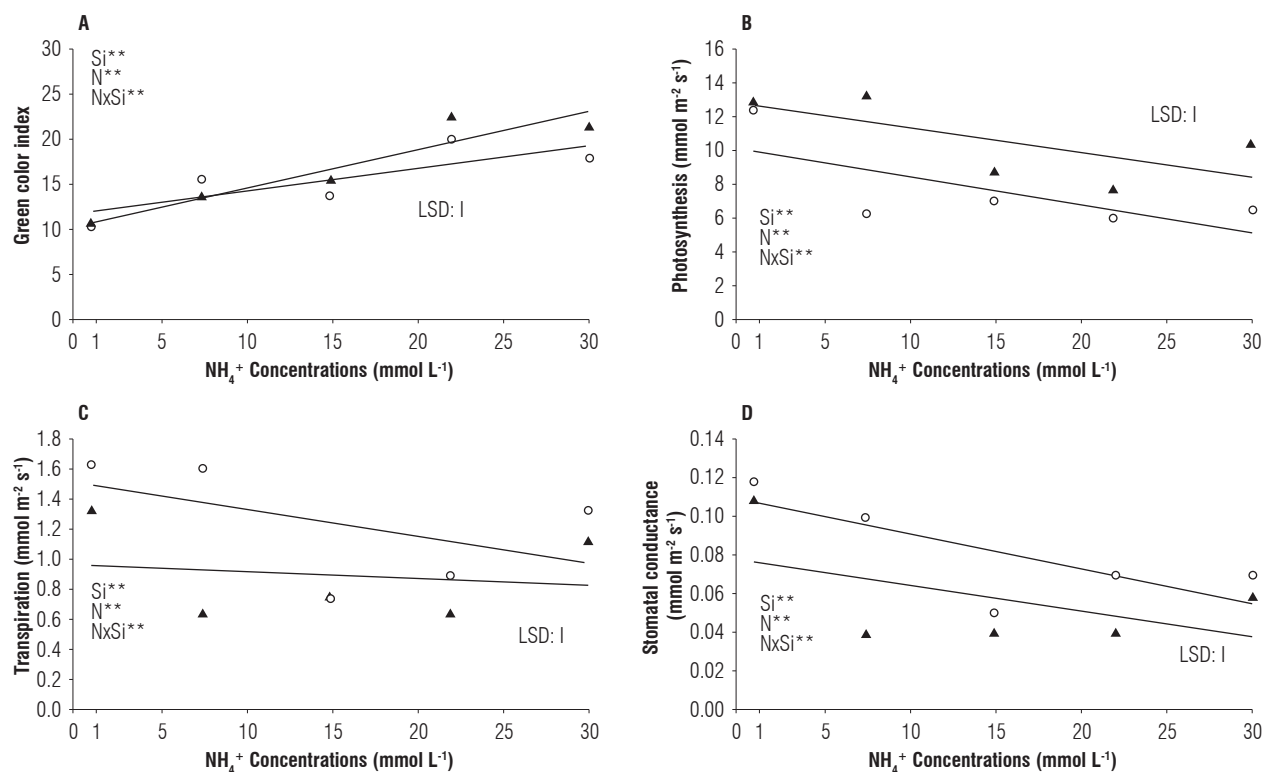 A
Green color index
30
25
20
15
10
5
0
Si**
N**
NxSi**
LSD: I
0 1 5 10 15 20 25 30
NH₄⁺ Concentrations (mmol L⁻¹)
B
Photosynthesis (mmol m⁻² s⁻¹)
16
14
12
10
8
6
4
2
0
LSD: I
Si**
N**
NxSi**
0 1 5 10 15 20 25 30
NH₄⁺ Concentrations (mmol L⁻¹)
C
Transpiration (mmol m⁻² s⁻¹)
1.8
1.6
1.4
1.2
1.0
0.8
0.6
0.4
0.2
0.0
Si**
N**
NxSi**
LSD: I
0 1 5 10 15 20 25 30
NH₄⁺ Concentrations (mmol L⁻¹)
D
Stomatal conductance
(mmol m⁻² s⁻¹)
0.14
0.12
0.10
0.08
0.06
0.04
0.02
0.00
Si**
N**
NxSi**
LSD: I
0 1 5 10 15 20 25 30
NH₄⁺ Concentrations (mmol L⁻¹)